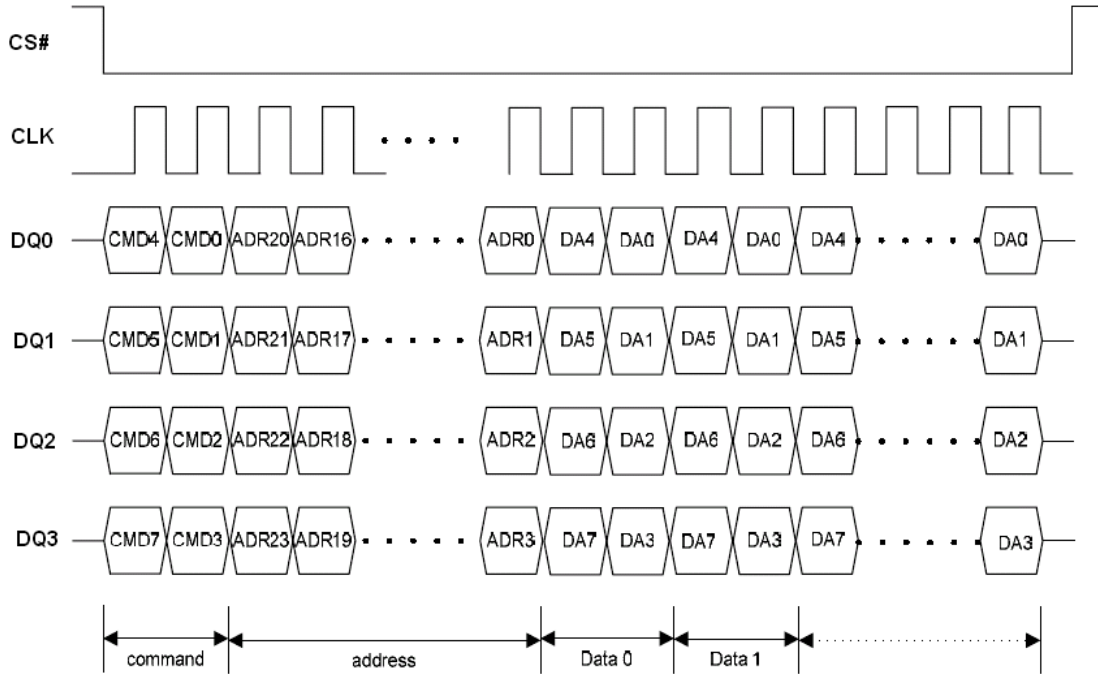 CS#
CLK
DQ0 CMD4 CMD0 ADR20 ADR16 ADR0 DA4 DA0 DA4 DA0 DA4 DA0
DQ1 CMD5 CMD1 ADR21 ADR17 ADR1 DA5 DA1 DA5 DA1 DA5 DA1
DQ2 CMD6 CMD2 ADR22 ADR18 ADR2 DA6 DA2 DA6 DA2 DA6 DA2
DQ3 CMD7 CMD3 ADR23 ADR19 ADR3 DA7 DA3 DA7 DA3 DA7 DA3
command address Data 0 Data 1